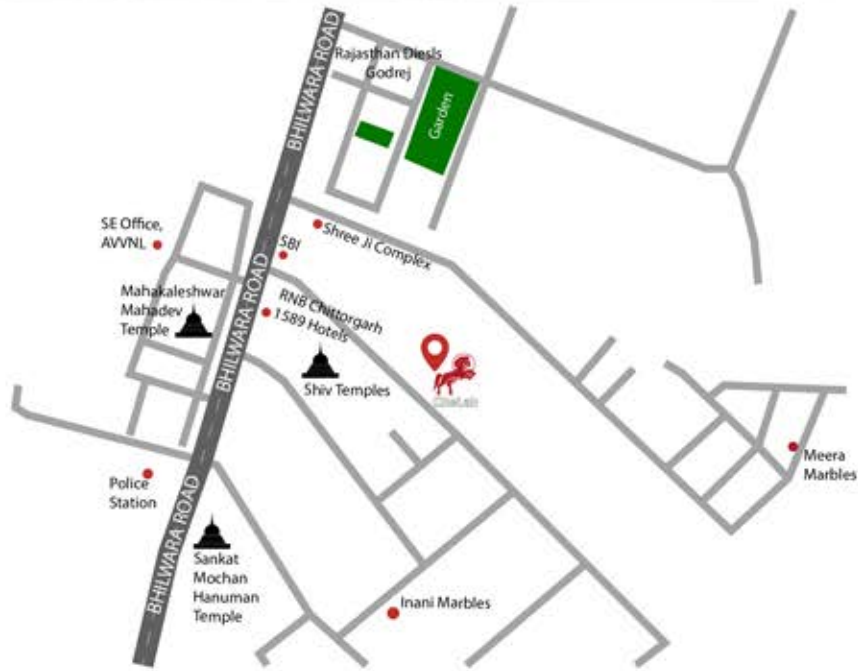 BHILWARA ROAD
Rajasthan Diesls
Godrej
Garden
SE Office,
AVVNL
SBI
Shree Ji Complex
BHILWARA ROAD
Mahakaleshwar
Mahadev
Temple
RNB Chittorgarh
1589 Hotels
Shiv Temples
Meera
Marbles
Police
Station
BHILWARA ROAD
Sankat
Mochan
Hanuman
Temple
Inani Marbles